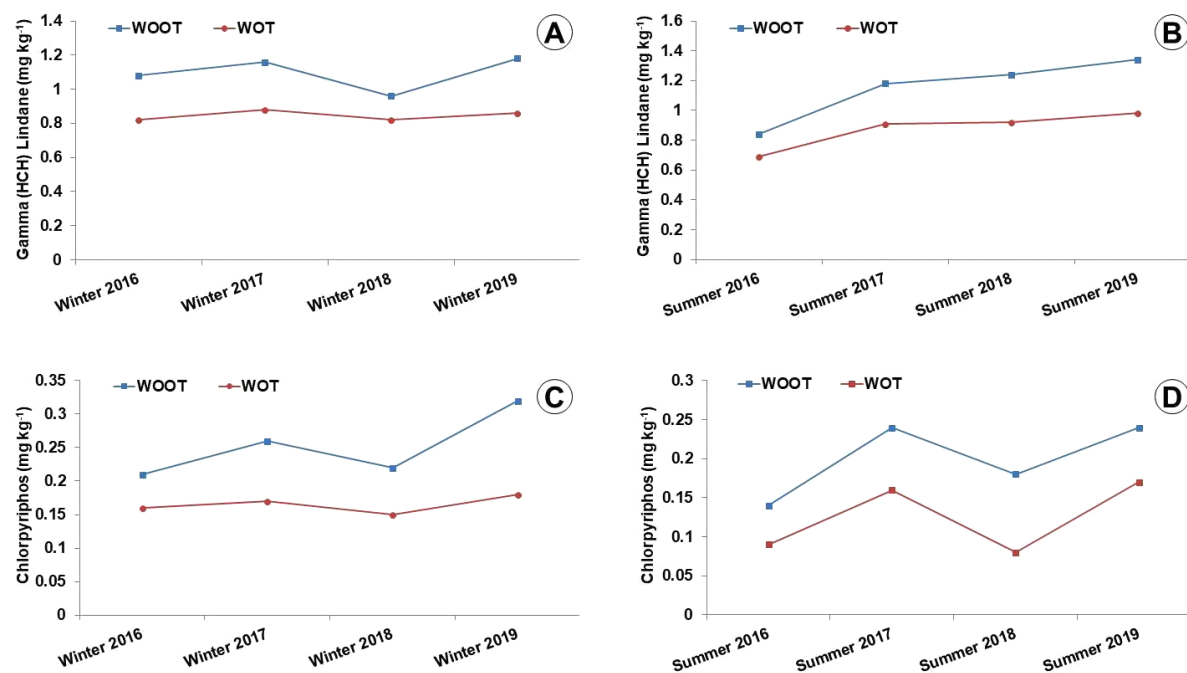 Gamma (HCH) Lindane (mg kg-1)
1.4
1.2
1
0.8
0.6
0.4
0.2
0
WOOT WOT
A
Winter 2016 Winter 2017 Winter 2018 Winter 2019
Gamma (HCH) Lindane (mg kg-1)
1.6
1.4
1.2
1
0.8
0.6
0.4
0.2
0
WOOT WOT
B
Summer 2016 Summer 2017 Summer 2018 Summer 2019
Chlorpyriphos (mg kg-1)
0.35
0.3
0.25
0.2
0.15
0.1
0.05
0
WOOT WOT
C
Winter 2016 Winter 2017 Winter 2018 Winter 2019
Chlorpyriphos (mg kg-1)
0.3
0.25
0.2
0.15
0.1
0.05
0
WOOT WOT
D
Summer 2016 Summer 2017 Summer 2018 Summer 2019